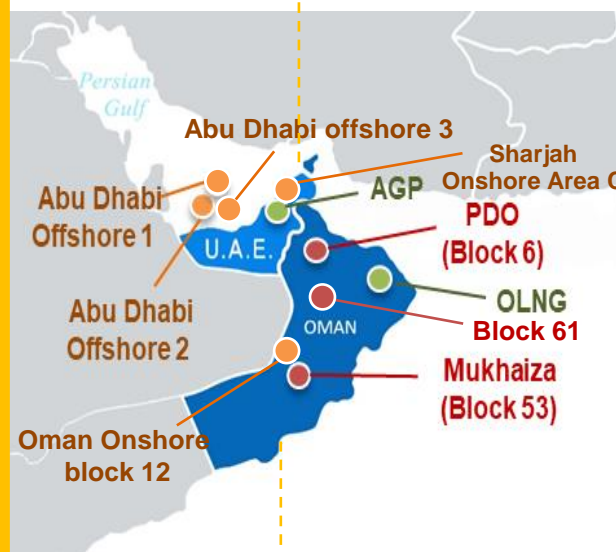 Persian
Gulf
Abu Dhabi offshore 3
Sharjah
Onshore Area C
AGP
Abu Dhabi
Offshore 1
PDO
(Block 6)
U.A.E.
OLNG
Abu Dhabi
Offshore 2
OMAN
Block 61
Mukhaiza
(Block 53)
Oman Onshore
block 12